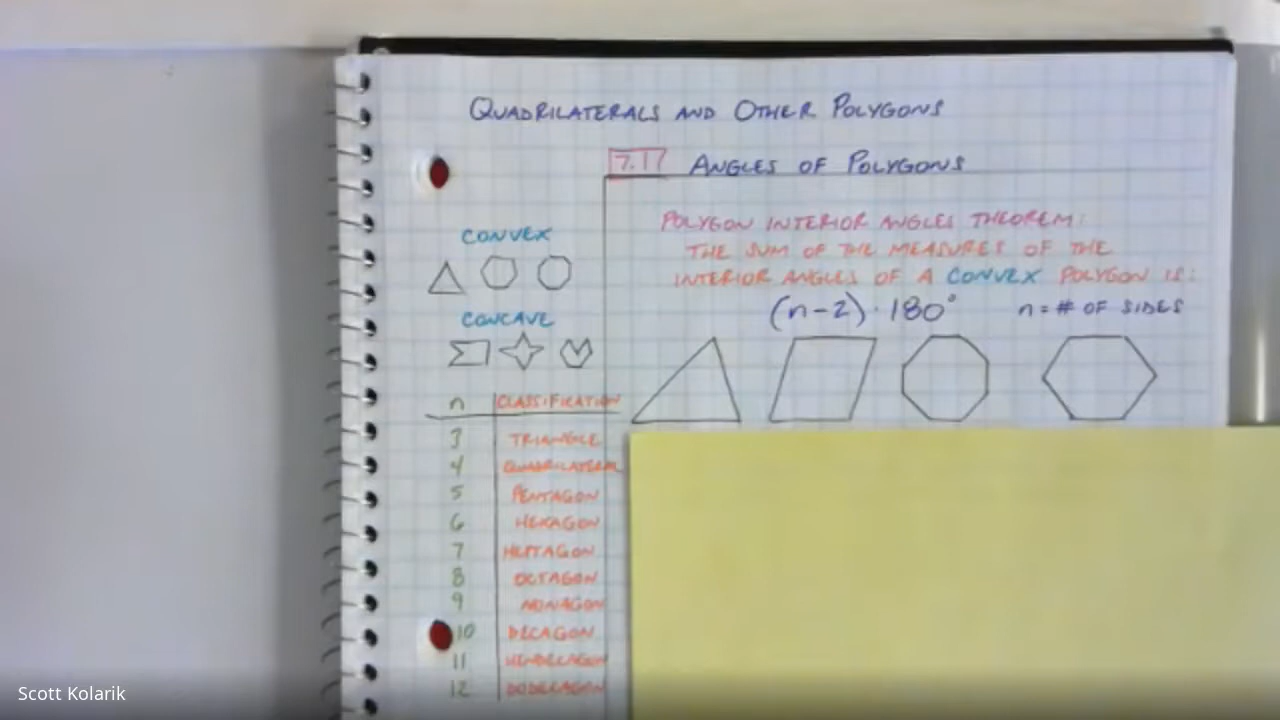 QUADRILATERALS AND OTHER POLYGONS
7.17 ANGLES OF POLYGONS
CONVEX
CONCAVE
n CLASSIFICATION
3 TRIANGLE
4 QUADRILATERAL
5 PENTAGON
6 HEXAGON
7 HEPTAGON
8 OCTAGON
9 NONAGON
10 DECAGON
11 HENDECAGON
12 DODECAGON
POLYGON INTERIOR ANGLES THEOREM:
THE SUM OF THE MEASURES OF THE
INTERIOR ANGLES OF A CONVEX POLYGON IS:
(n-2)·180° n = # OF SIDES
Scott Kolarik